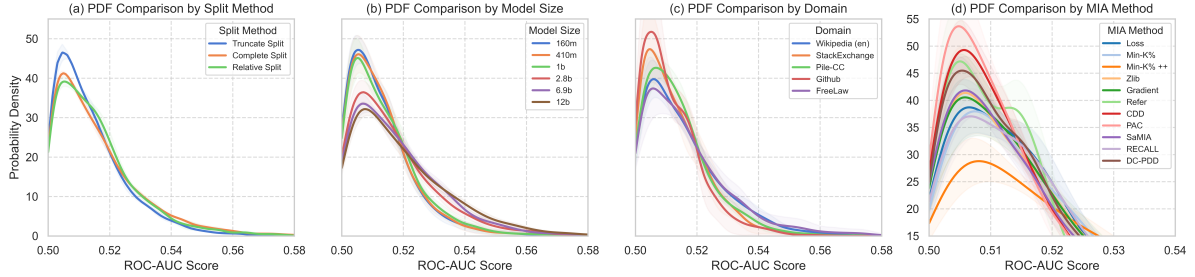 (a) PDF Comparison by Split Method
Probability Density
50
40
30
20
10
0
0.50 0.52 0.54 0.56 0.58
ROC-AUC Score
Split Method
Truncate Split
Complete Split
Relative Split
(b) PDF Comparison by Model Size
0.50 0.52 0.54 0.56 0.58
ROC-AUC Score
Model Size
160m
410m
1b
2.8b
6.9b
12b
(c) PDF Comparison by Domain
0.50 0.52 0.54 0.56 0.58
ROC-AUC Score
Domain
Wikipedia (en)
StackExchange
Pile-CC
Github
FreeLaw
(d) PDF Comparison by MIA Method
55
50
45
40
35
30
25
20
15
0.50 0.51 0.52 0.53 0.54
ROC-AUC Score
MIA Method
Loss
Min-K%
Min-K% ++
Zlib
Gradient
Refer
CDD
PAC
SaMIA
RECALL
DC-PDD